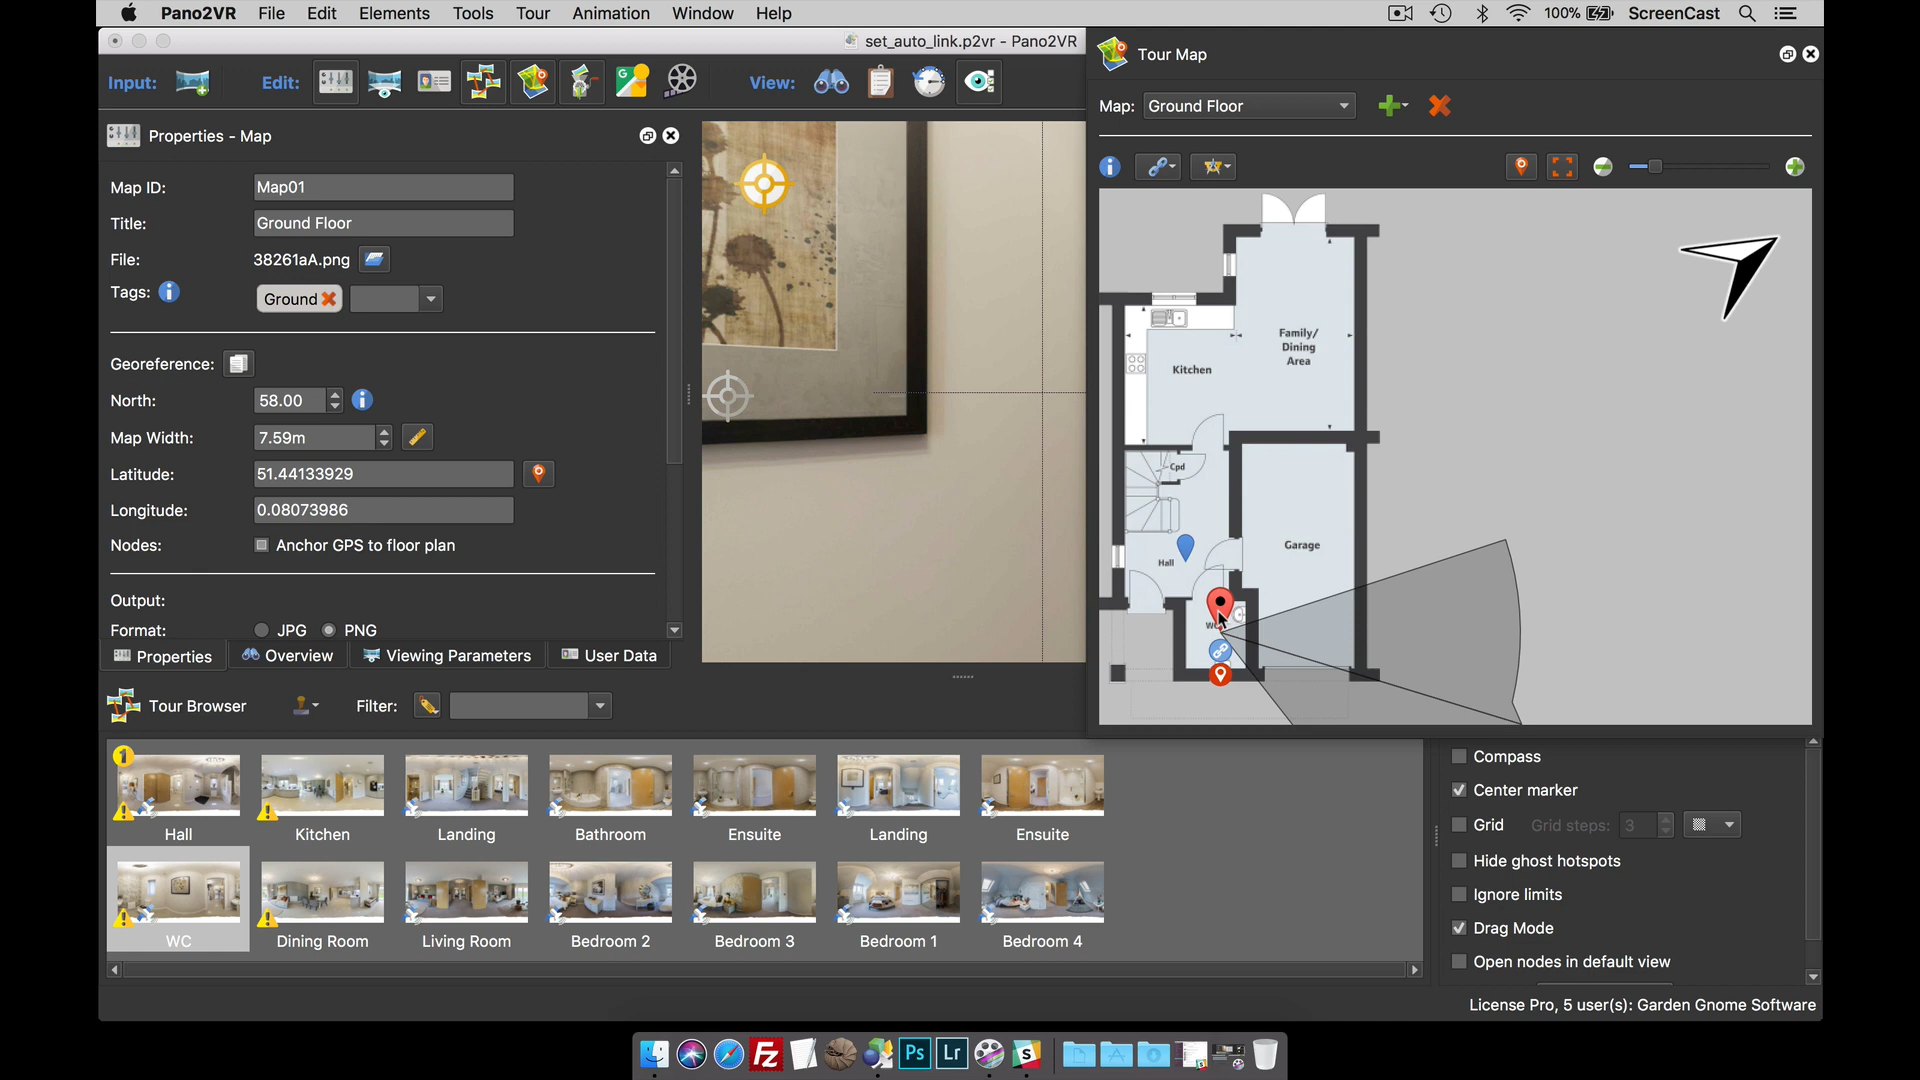 Pano2VR File Edit Elements Tools Tour Animation Window Help 100% ScreenCast
set_auto_link.p2vr - Pano2VR
Input: Edit: View:
Tour Map
Map: Ground Floor
Properties - Map
Map ID: Map01
Title: Ground Floor
File: 38261aA.png
Tags: Ground
Georeference:
North: 58.00
Map Width: 7.59m
Latitude: 51.44133929
Longitude: 0.08073986
Nodes: Anchor GPS to floor plan
Output:
Format: JPG PNG
Properties Overview Viewing Parameters User Data
Family/
Dining
Area
Kitchen
Cpd
Garage
Hall
Tour Browser Filter:
1
Hall Kitchen Landing Bathroom Ensuite Landing Ensuite
WC Dining Room Living Room Bedroom 2 Bedroom 3 Bedroom 1 Bedroom 4
Compass
Center marker
Grid Grid steps: 3
Hide ghost hotspots
Ignore limits
Drag Mode
Open nodes in default view
License Pro, 5 user(s): Garden Gnome Software
Fz Ps Lr S